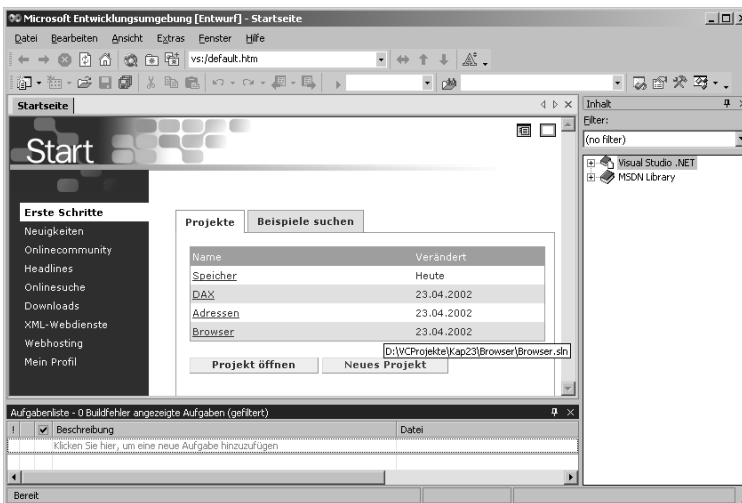 Microsoft Entwicklungsumgebung [Entwurf] - Startseite
Datei Bearbeiten Ansicht Extras Fenster Hilfe
vs:/default.htm
Startseite
Inhalt
Filter:
(no filter)
Visual Studio .NET
MSDN Library
Start
Erste Schritte
Neuigkeiten
Onlinecommunity
Headlines
Onlinesuche
Downloads
XML-Webdienste
Webhosting
Mein Profil
Projekte Beispiele suchen
Name Verändert
Speicher Heute
DAX 23.04.2002
Adressen 23.04.2002
Browser 23.04.2002
D:\VCProjekte\Kap23\Browser\Browser.sln
Projekt öffnen Neues Projekt
Aufgabenliste - 0 Buildfehler angezeigte Aufgaben (gefiltert)
! Beschreibung Datei
Klicken Sie hier, um eine neue Aufgabe hinzuzufügen
Bereit